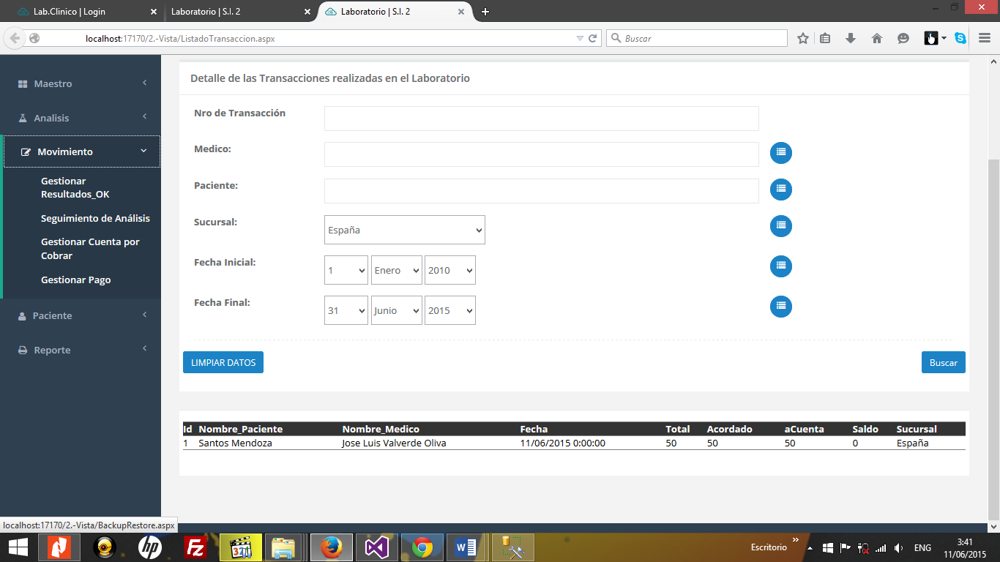 Lab.Clinico | Login
Laboratorio | S.I. 2
Laboratorio | S.I. 2
localhost:17170/2.-Vista/ListadoTransaccion.aspx
Buscar
Maestro
Analisis
Movimiento
Gestionar
Resultados_OK
Seguimiento de Análisis
Gestionar Cuenta por
Cobrar
Gestionar Pago
Paciente
Reporte
Detalle de las Transacciones realizadas en el Laboratorio
Nro de Transacción
Medico:
Paciente:
Sucursal: España
Fecha Inicial: 1 Enero 2010
Fecha Final: 31 Junio 2015
LIMPIAR DATOS Buscar
Id Nombre_Paciente Nombre_Medico Fecha Total Acordado aCuenta Saldo Sucursal
1 Santos Mendoza Jose Luis Valverde Oliva 11/06/2015 0:00:00 50 50 50 0 España
localhost:17170/2.-Vista/BackupRestore.aspx
Escritorio ENG 3:41
11/06/2015